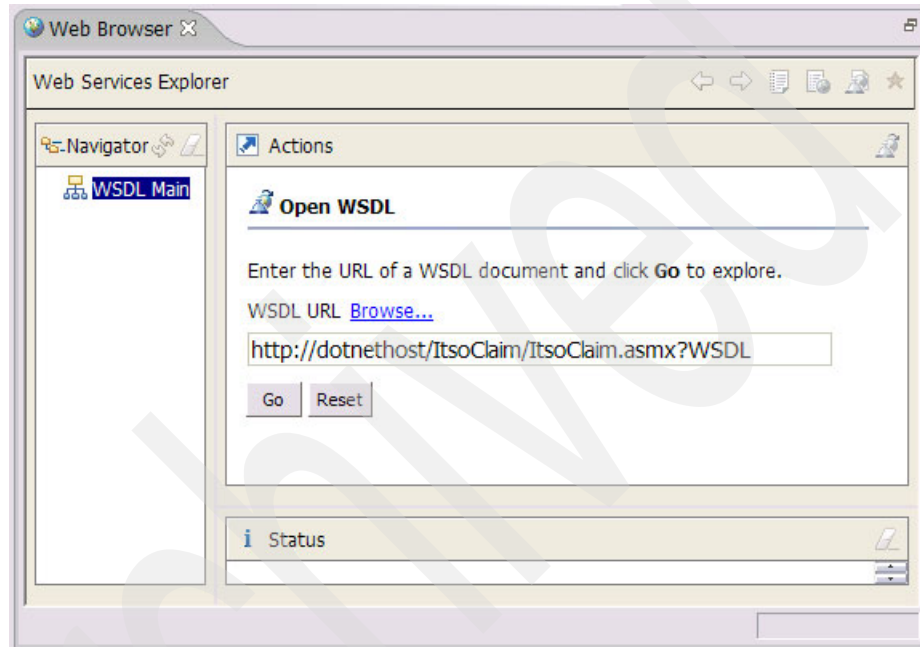 Web Browser
Web Services Explorer
Navigator
WSDL Main
Actions
Open WSDL
Enter the URL of a WSDL document and click Go to explore.
WSDL URL Browse...
http://dotnethost/ItsoClaim/ItsoClaim.asmx?WSDL
Go Reset
i Status